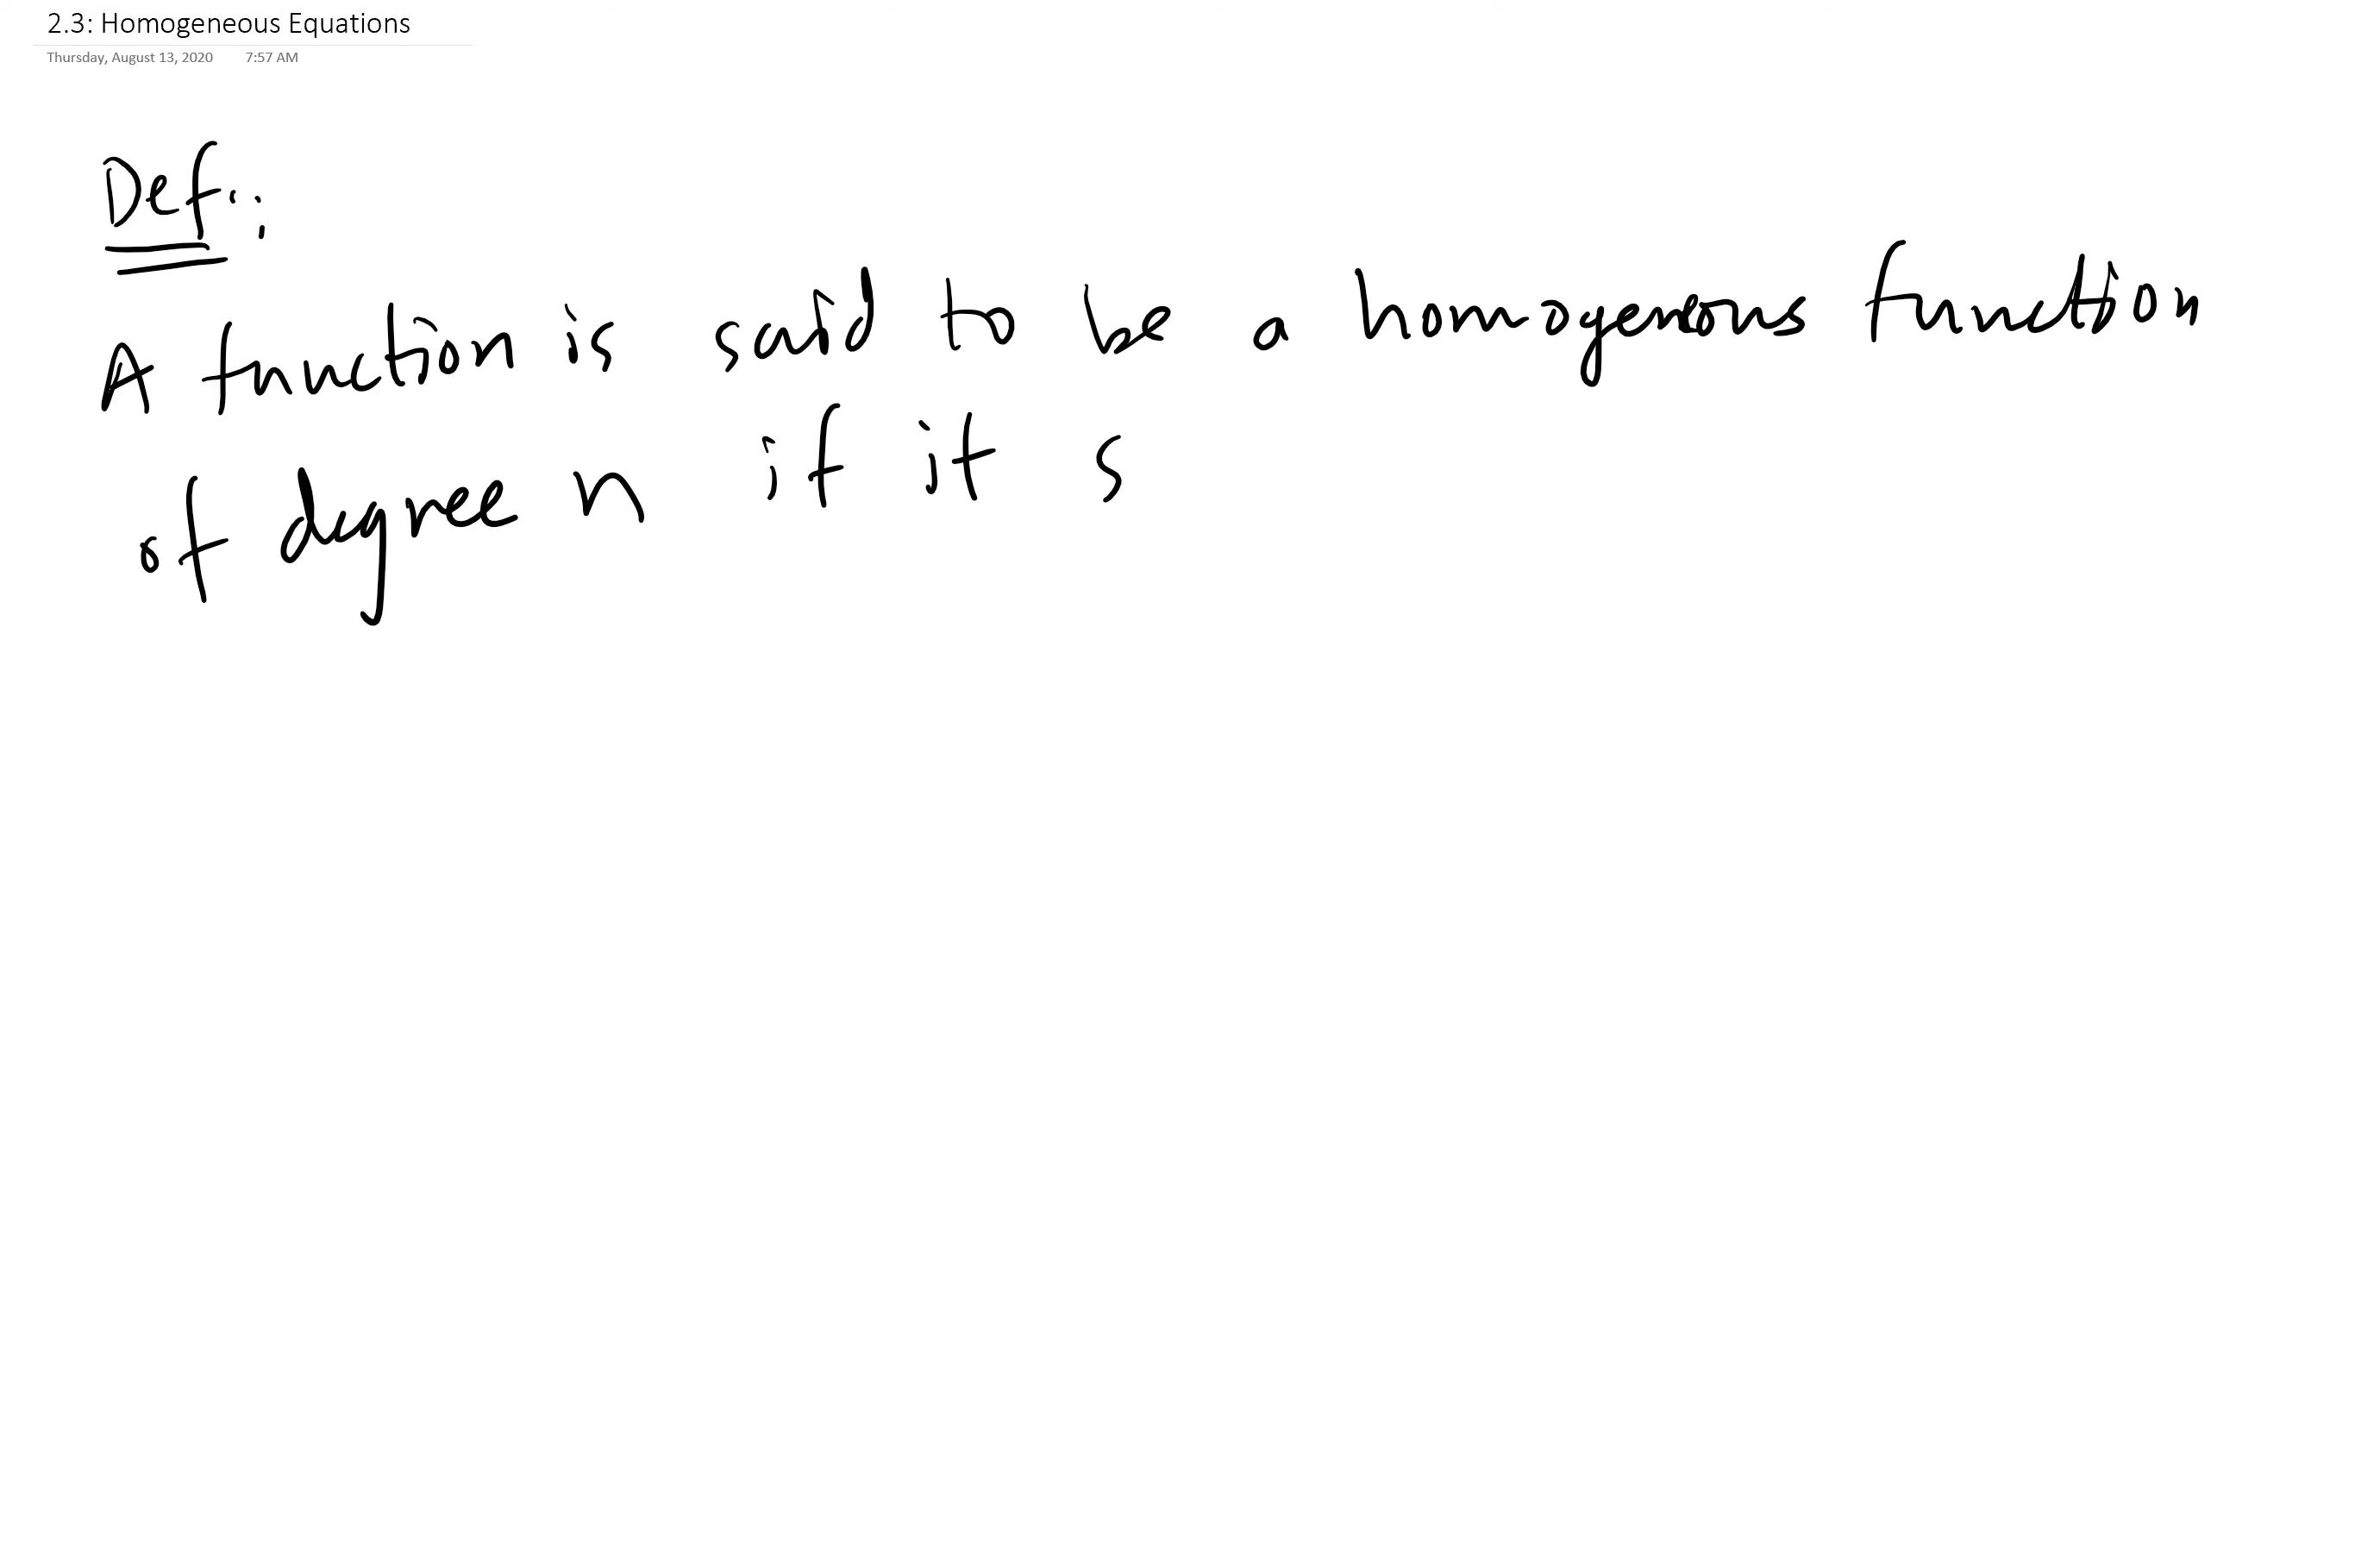 2.3: Homogeneous Equations
Thursday, August 13, 2020 7:57 AM
Def.:
A function is said to be a homogeneous function
of degree n if it s